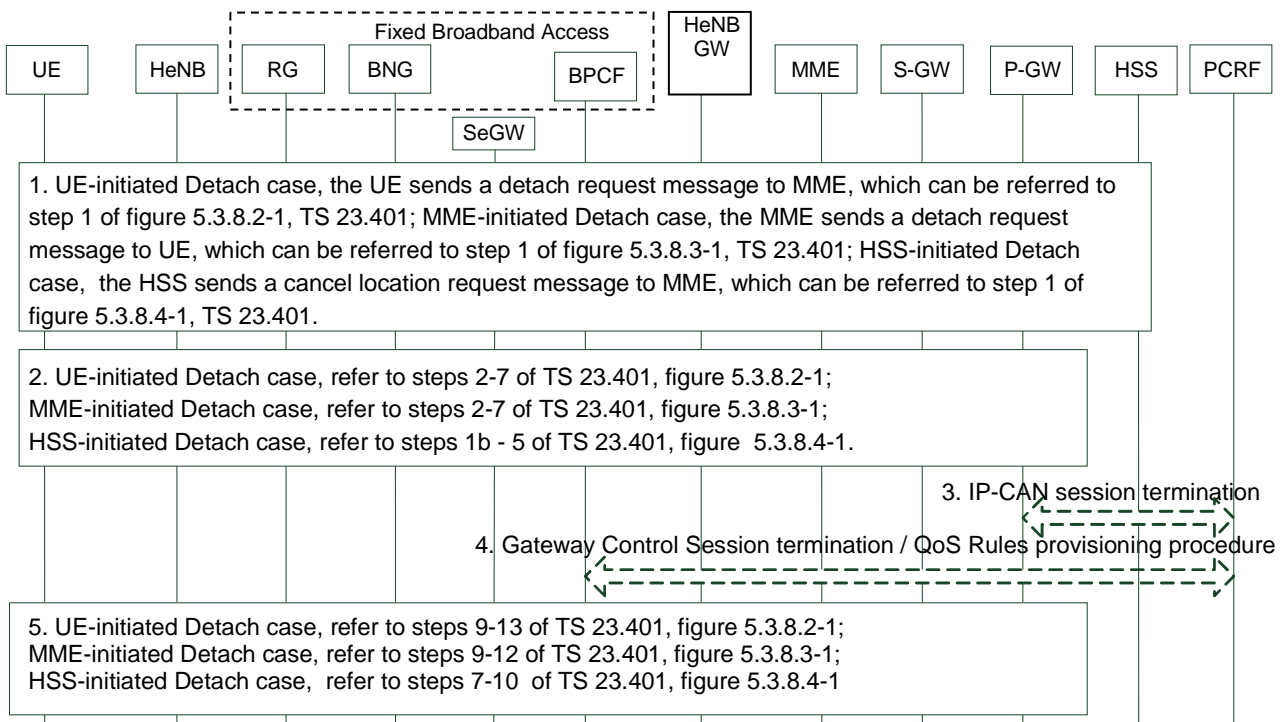 Fixed Broadband Access
HeNB
GW
UE
HeNB
RG
BNG
BPCF
MME
S-GW
P-GW
HSS
PCRF
SeGW
1. UE-initiated Detach case, the UE sends a detach request message to MME, which can be referred to
step 1 of figure 5.3.8.2-1, TS 23.401; MME-initiated Detach case, the MME sends a detach request
message to UE, which can be referred to step 1 of figure 5.3.8.3-1, TS 23.401; HSS-initiated Detach
case, the HSS sends a cancel location request message to MME, which can be referred to step 1 of
figure 5.3.8.4-1, TS 23.401.
2. UE-initiated Detach case, refer to steps 2-7 of TS 23.401, figure 5.3.8.2-1;
MME-initiated Detach case, refer to steps 2-7 of TS 23.401, figure 5.3.8.3-1;
HSS-initiated Detach case, refer to steps 1b - 5 of TS 23.401, figure 5.3.8.4-1.
3. IP-CAN session termination
4. Gateway Control Session termination / QoS Rules provisioning procedure
5. UE-initiated Detach case, refer to steps 9-13 of TS 23.401, figure 5.3.8.2-1;
MME-initiated Detach case, refer to steps 9-12 of TS 23.401, figure 5.3.8.3-1;
HSS-initiated Detach case, refer to steps 7-10 of TS 23.401, figure 5.3.8.4-1